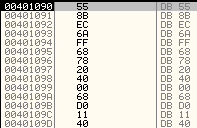 00401090 55 DB 55
00401091 8B DB 8B
00401092 EC DB EC
00401093 6A DB 6A
00401094 FF DB FF
00401095 68 DB 68
00401096 78 DB 78
00401097 20 DB 20
00401098 40 DB 40
00401099 00 DB 00
0040109A 68 DB 68
0040109B D0 DB D0
0040109C 11 DB 11
0040109D 40 DB 40